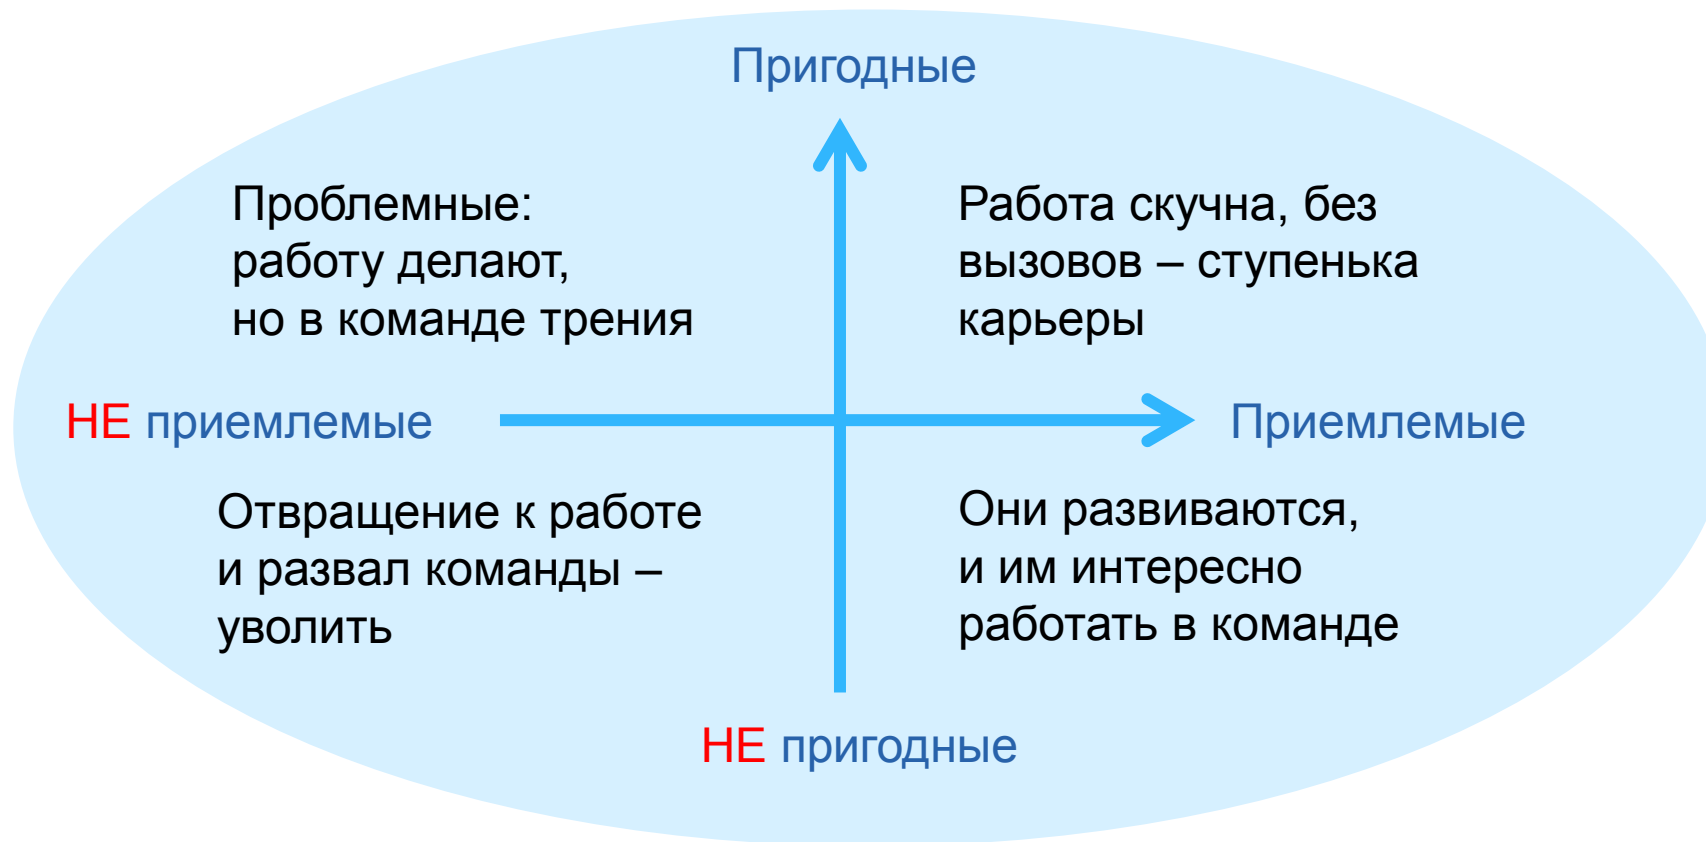 Пригодные
Проблемные:
работу делают,
но в команде трения
Работа скучна, без
вызовов – ступенька
карьеры
НЕ приемлемые
Приемлемые
Отвращение к работе
и развал команды –
уволить
Они развиваются,
и им интересно
работать в команде
НЕ пригодные